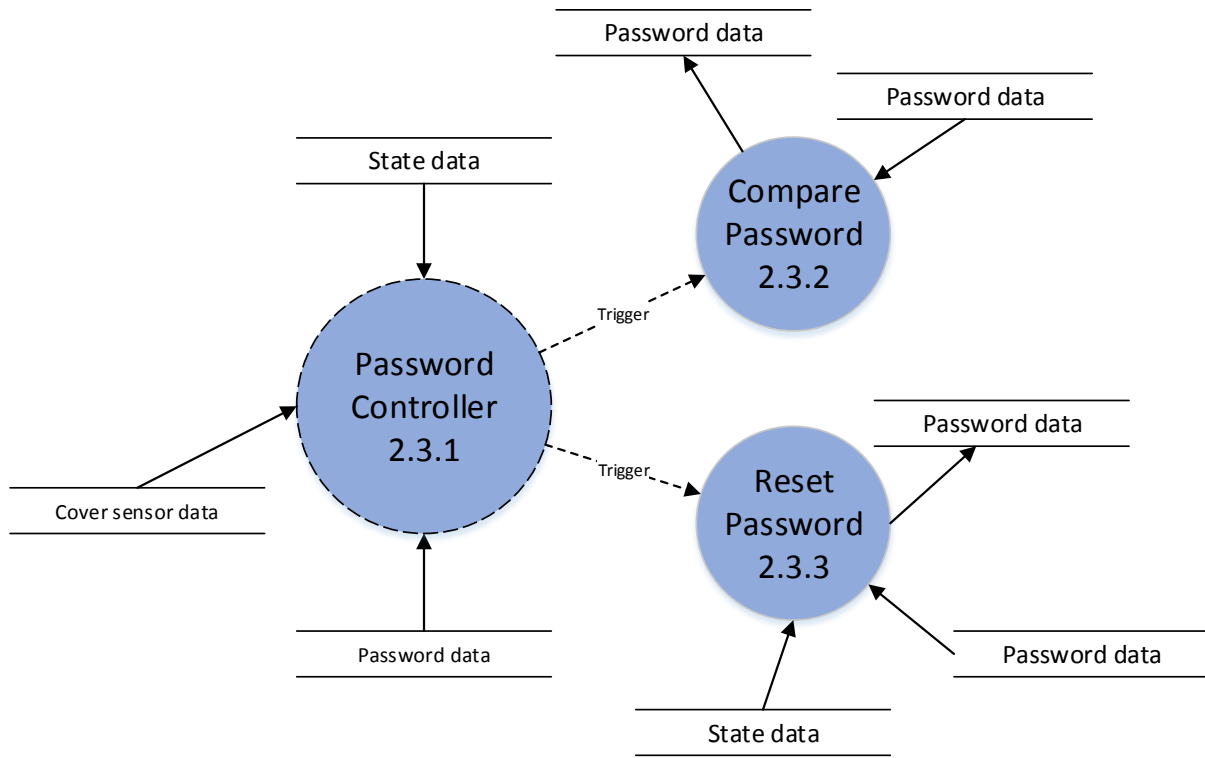 Password data
Password data
State data
Compare
Password
2.3.2
Trigger
Password
Controller
2.3.1
Password data
Trigger
Reset
Password
2.3.3
Cover sensor data
Password data
Password data
State data